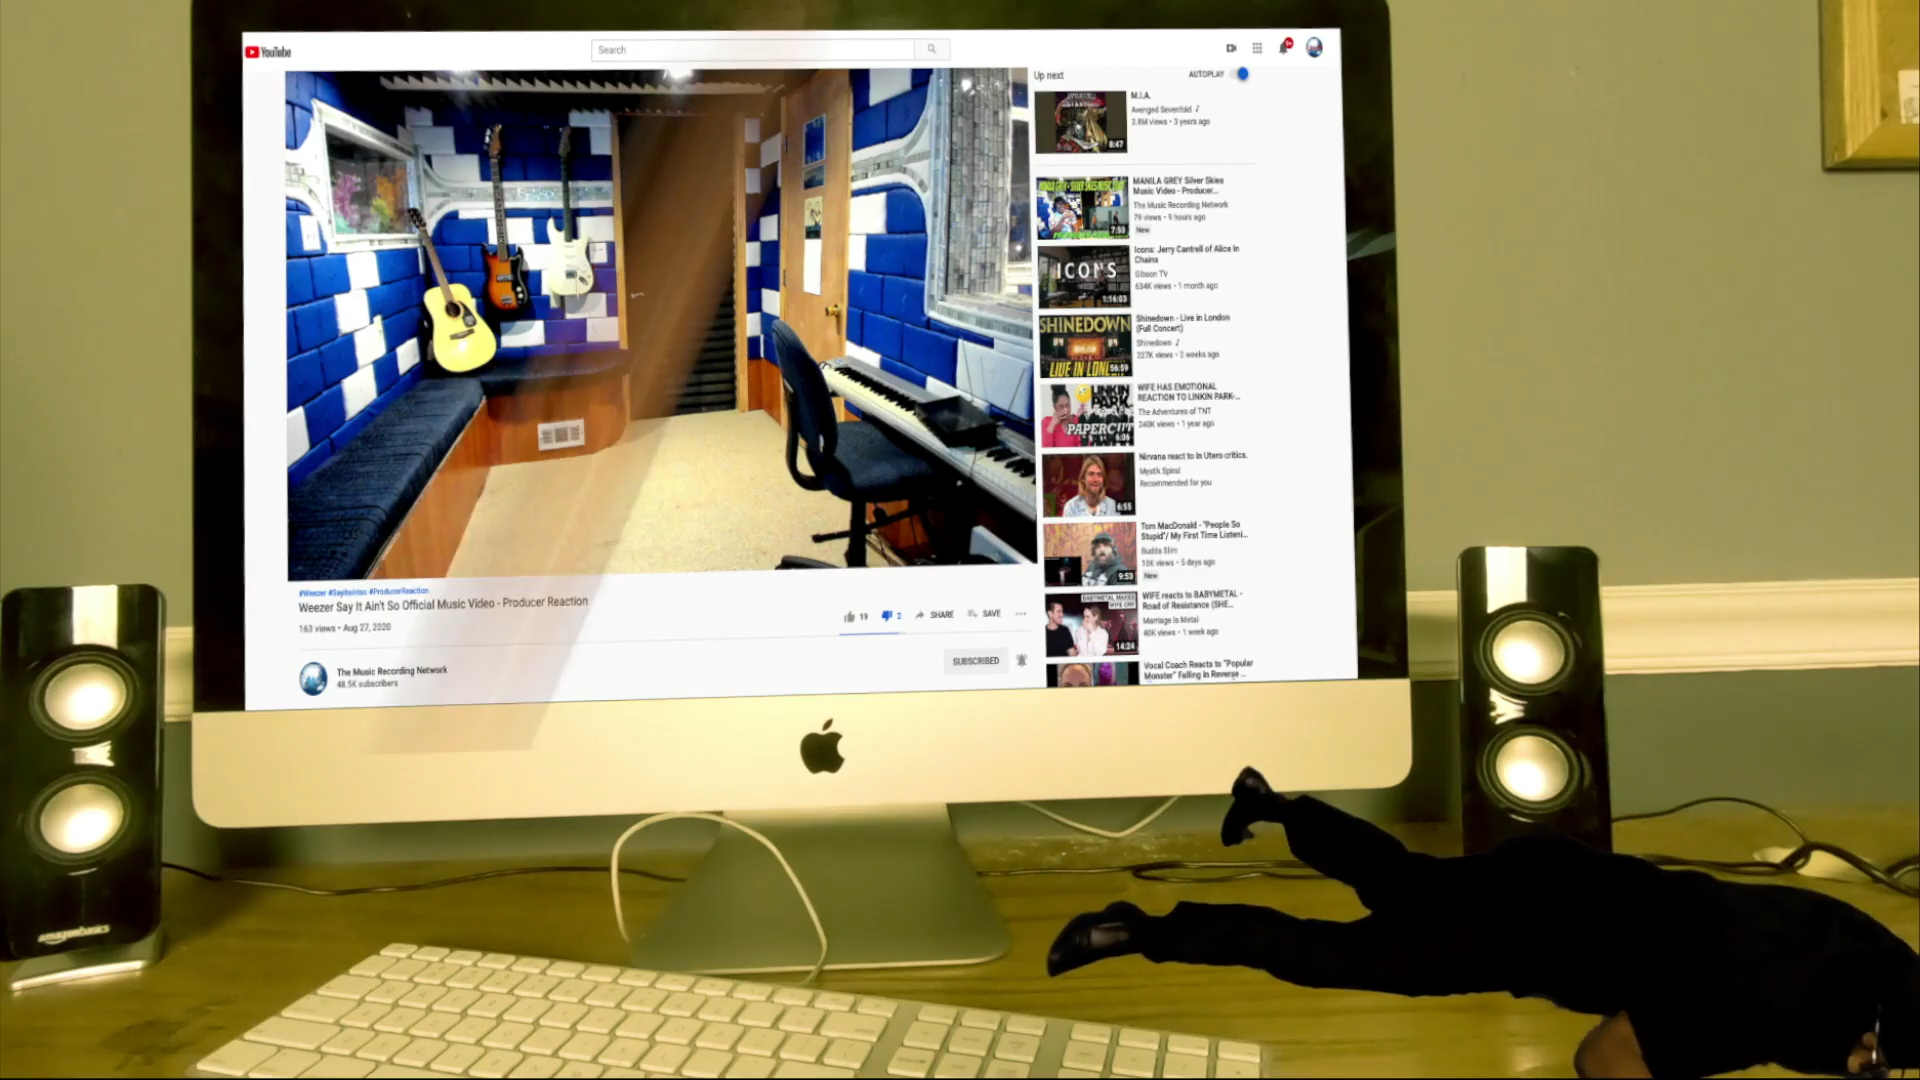 YouTube
Search
Up next
AUTOPLAY
M.I.A.
Avenged Sevenfold
3.8M views • 3 years ago
8:47
MANILA GREY Silver Skies
Music Video - Producer...
The Music Recording Network
79 views • 9 hours ago
New
7:50
Icons: Jerry Cantrell of Alice In
Chains
Gibson TV
634K views • 1 month ago
ICONS
1:16:03
Shinedown - Live in London
(Full Concert)
Shinedown
227K views • 2 weeks ago
SHINEDOWN
LIVE IN
56:59
WIFE HAS EMOTIONAL
REACTION TO LINKIN PARK-...
The Adventures of TNT
240K views • 1 year ago
LINKIN
PARK
PAPERCUT
6:06
Nirvana react to In Utero critics.
Mystik Spiral
Recommended for you
6:55
Tom MacDonald - "People So
Stupid"/ My First Time Listeni...
Budda Slim
10K views • 5 days ago
New
9:53
WIFE reacts to BABYMETAL -
Road of Resistance (SHE...
Marriage Is Metal
40K views • 1 week ago
BABYMETAL MAKES
WIFE CRY
14:24
Vocal Coach Reacts to "Popular
Monster" Falling In Reverse ...
#Weezer #SayItAintSo #ProducerReaction
Weezer Say It Ain't So Official Music Video - Producer Reaction
163 views • Aug 27, 2020
19
2
SHARE
SAVE
The Music Recording Network
48.5K subscribers
SUBSCRIBED
amazonbasics